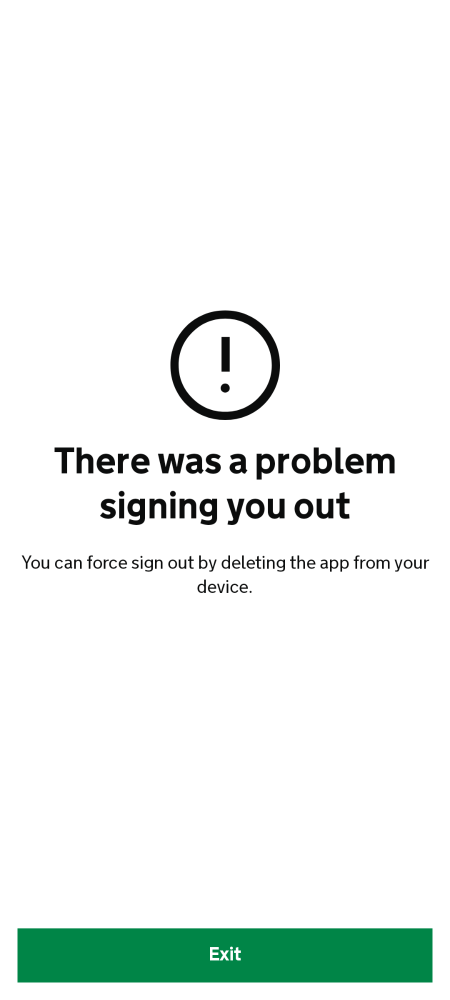 There was a problem
signing you out
You can force sign out by deleting the app from your
device.
Exit